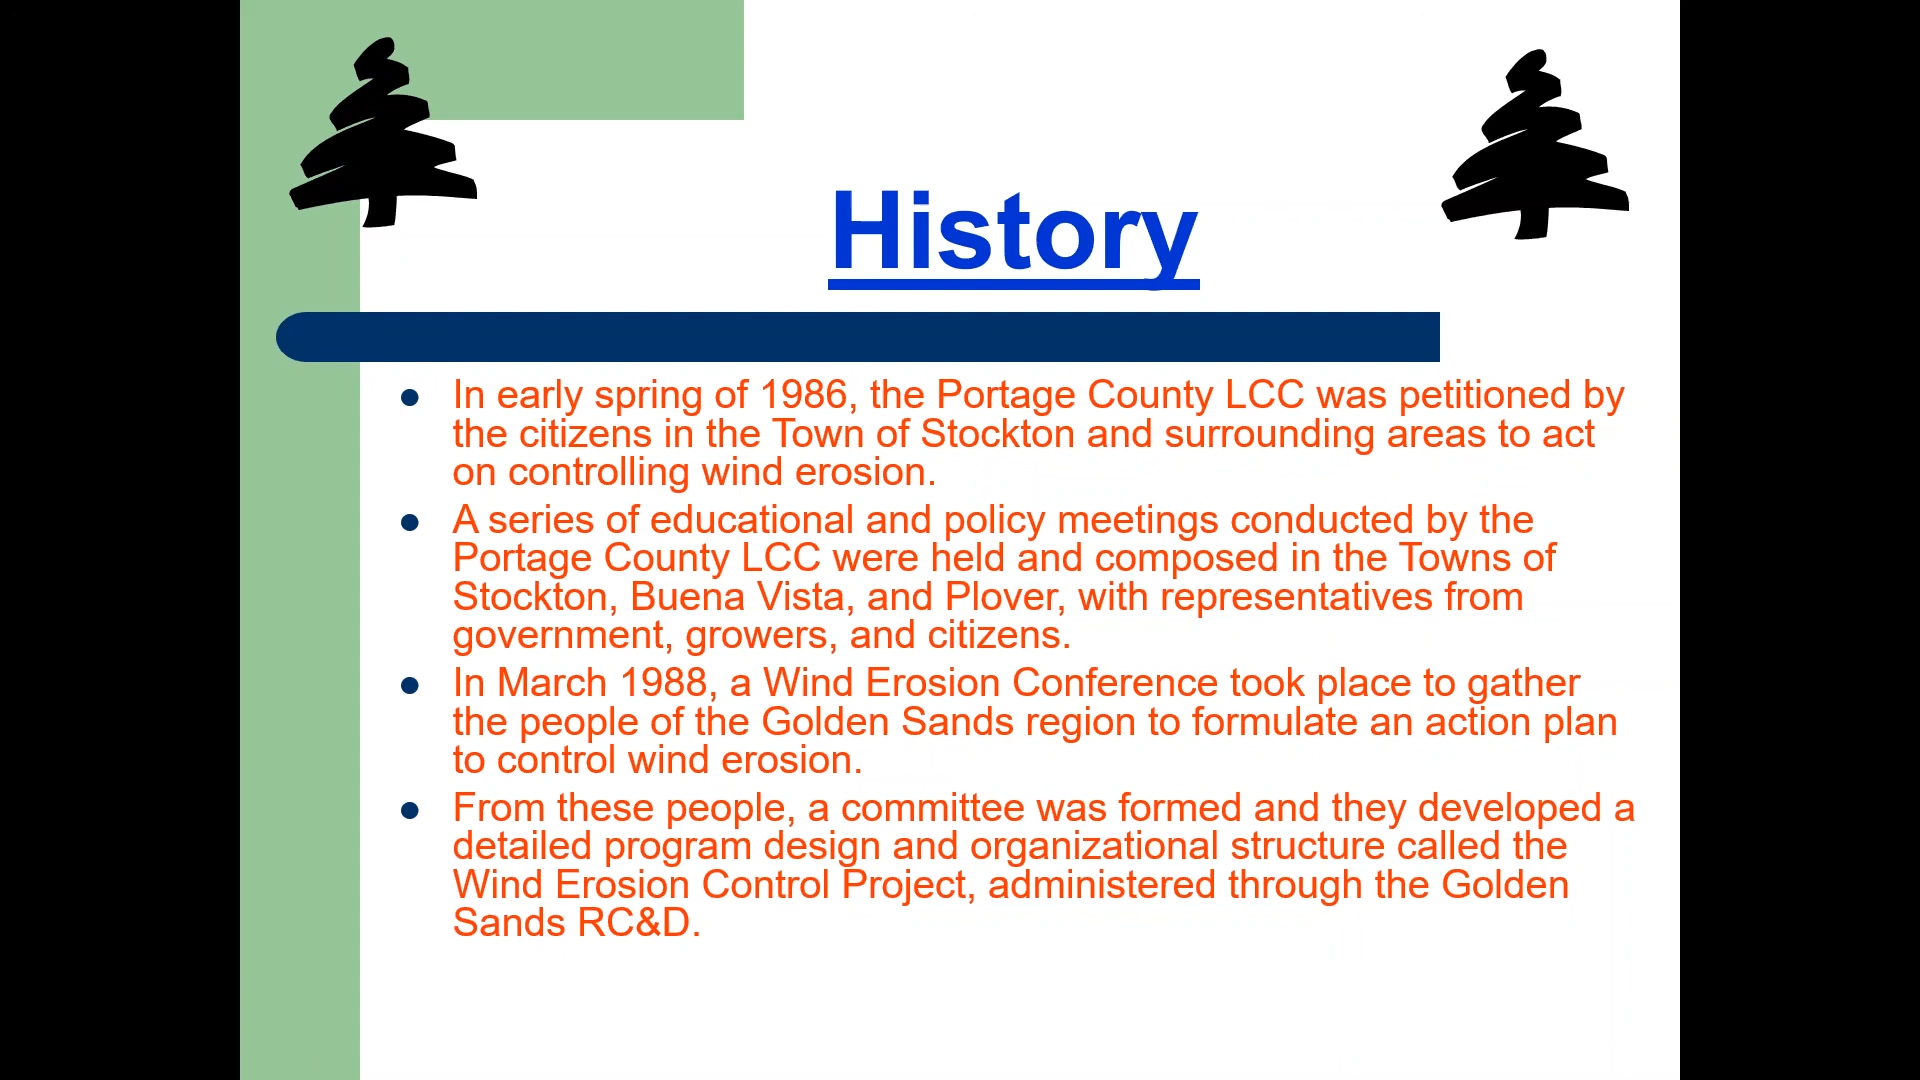 History
In early spring of 1986, the Portage County LCC was petitioned by
the citizens in the Town of Stockton and surrounding areas to act
on controlling wind erosion.
A series of educational and policy meetings conducted by the
Portage County LCC were held and composed in the Towns of
Stockton, Buena Vista, and Plover, with representatives from
government, growers, and citizens.
In March 1988, a Wind Erosion Conference took place to gather
the people of the Golden Sands region to formulate an action plan
to control wind erosion.
From these people, a committee was formed and they developed a
detailed program design and organizational structure called the
Wind Erosion Control Project, administered through the Golden
Sands RC&D.